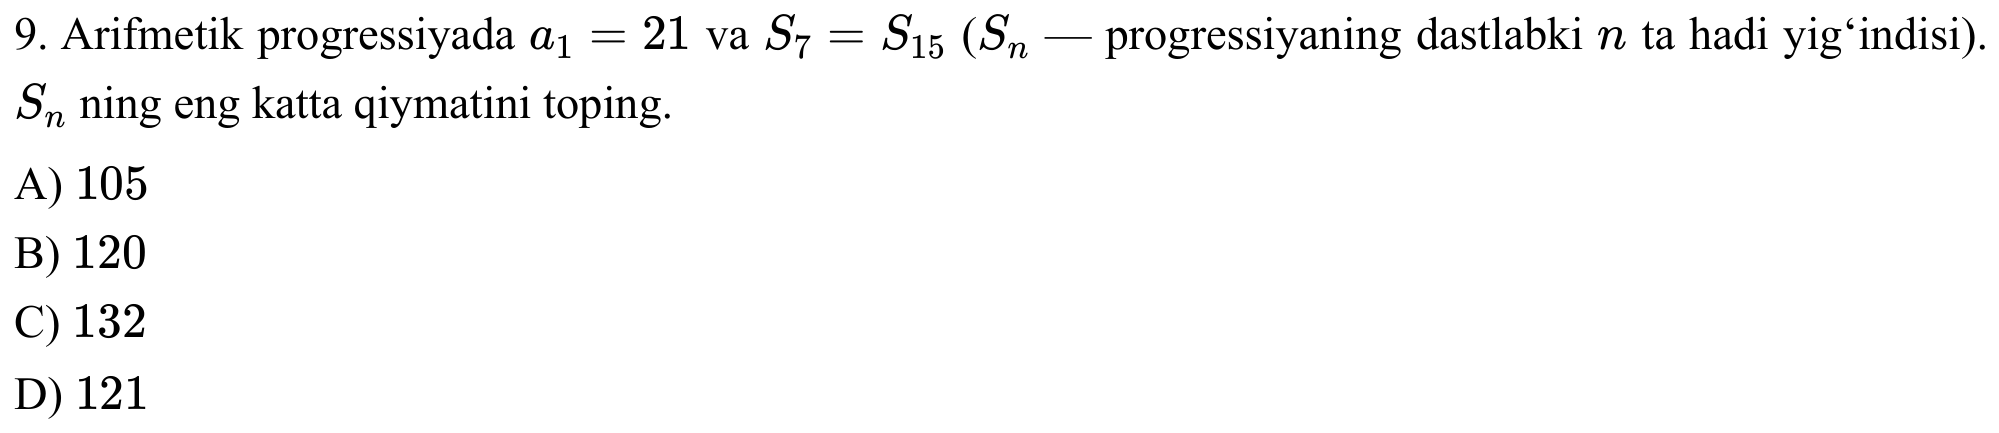 9. Arifmetik progressiyada a₁ = 21 va S₇ = S₁₅ (Sₙ — progressiyaning dastlabki n ta hadi yig‘indisi).
Sₙ ning eng katta qiymatini toping.
A) 105
B) 120
C) 132
D) 121